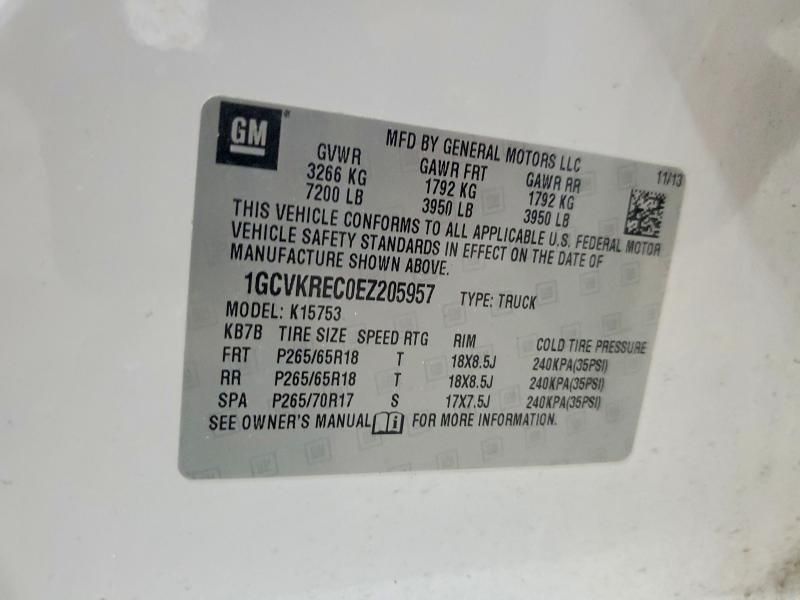 GM
MFD BY GENERAL MOTORS LLC
11/13
GVWR GAWR FRT GAWR RR
3266 KG 1792 KG 1792 KG
7200 LB 3950 LB 3950 LB
THIS VEHICLE CONFORMS TO ALL APPLICABLE U.S. FEDERAL MOTOR
VEHICLE SAFETY STANDARDS IN EFFECT ON THE DATE OF
MANUFACTURE SHOWN ABOVE.
1GCVKREC0EZ205957 TYPE: TRUCK
MODEL: K15753
KB7B TIRE SIZE SPEED RTG RIM COLD TIRE PRESSURE
FRT P265/65R18 T 18X8.5J 240KPA(35PSI)
RR P265/65R18 T 18X8.5J 240KPA(35PSI)
SPA P265/70R17 S 17X7.5J 240KPA(35PSI)
SEE OWNER'S MANUAL FOR MORE INFORMATION.